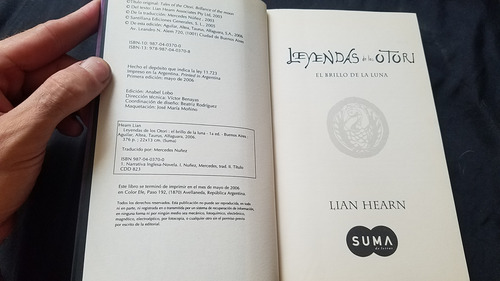 ©Título original: Tales of the Otori. Brilliance of the moon
© Del texto: Lian Hearn Associates Pty Ltd, 2003
© De la traducción: Mercedes Núñez, 2003
© Santillana Ediciones Generales, S. L., 2005
© De esta edición: Aguilar, Altea, Taurus, Alfaguara, S.A., 2006
Av. Leandro N. Alem 720, (1001) Ciudad de Buenos Aires
ISBN-10: 987-04-0370-0
ISBN-13: 978-987-04-0370-8
Hecho el depósito que indica la ley 11.723
Impreso en la Argentina. Printed in Argentina
Primera edición: mayo de 2006
Edición: Anabel Lobo
Dirección técnica: Víctor Benayas
Coordinación de diseño: Beatriz Rodríguez
Maquetación: José María Moñino
Hearn Lian
Leyendas de los Otori : el brillo de la luna - 1a ed. - Buenos Aires :
Aguilar, Altea, Taurus, Alfaguara, 2006.
376 p. ; 22x15 cm. (Suma)
Traducido por: Mercedes Núñez
ISBN 987-04-0370-0
1. Narrativa Inglesa-Novela. I. Nuñez, Mercedes, trad. II. Título
CDD 823
Este libro se terminó de imprimir en el mes de mayo de 2006
en Color Efe, Paso 192, (1870) Avellaneda, República Argentina.
Todos los derechos reservados. Esta publicación no puede ser reproducida, en todo
ni en parte, ni registrada en o transmitida por un sistema de recuperación de información,
en ninguna forma ni por ningún medio sea mecánico, fotoquímico, electrónico,
magnético, electroóptico, por fotocopia, o cualquier otro sin el permiso previo
por escrito de la editorial.
LEYENDAS de los OTORI
EL BRILLO DE LA LUNA
LIAN HEARN
SUMA
de letras